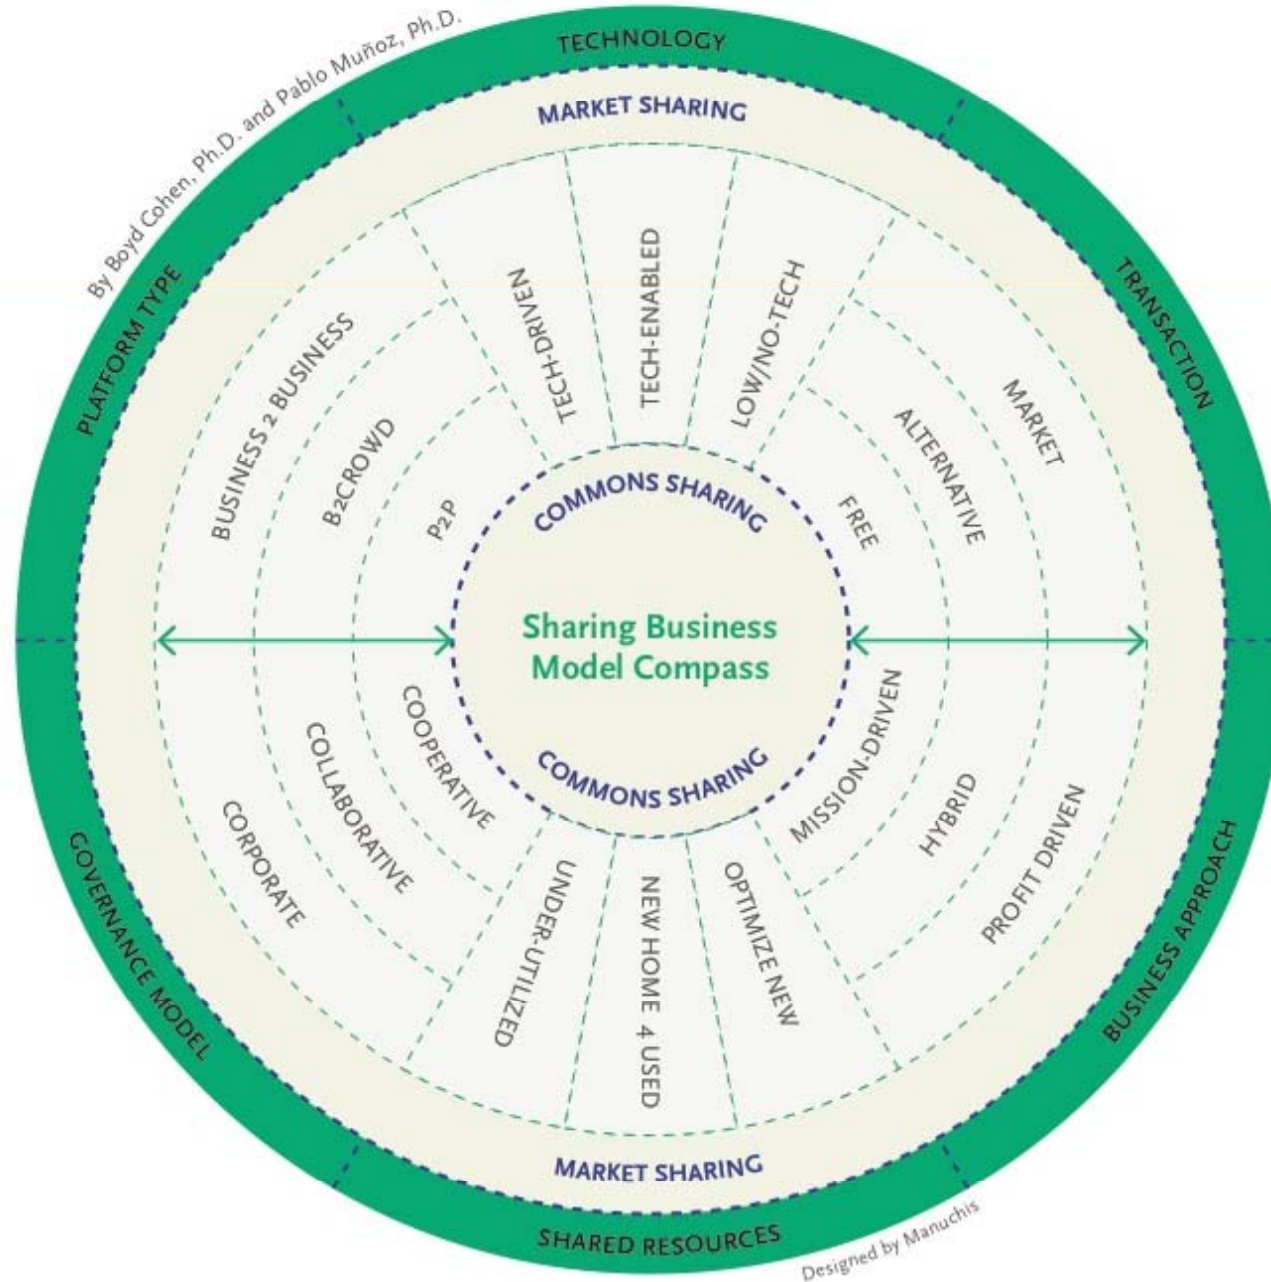 By Boyd Cohen, Ph.D. and Pablo Muñoz, Ph.D.
TECHNOLOGY
MARKET SHARING
PLATFORM TYPE
TRANSACTION
BUSINESS 2 BUSINESS
B2CROWD
P2P
TECH-DRIVEN
TECH-ENABLED
LOW/NO-TECH
FREE
ALTERNATIVE
MARKET
COMMONS SHARING
Sharing Business
Model Compass
COMMONS SHARING
CORPORATE
COLLABORATIVE
COOPERATIVE
UNDER-UTILIZED
NEW HOME 4 USED
OPTIMIZE NEW
MISSION-DRIVEN
HYBRID
PROFIT DRIVEN
GOVERNANCE MODEL
BUSINESS APPROACH
MARKET SHARING
SHARED RESOURCES
Designed by Manuchis